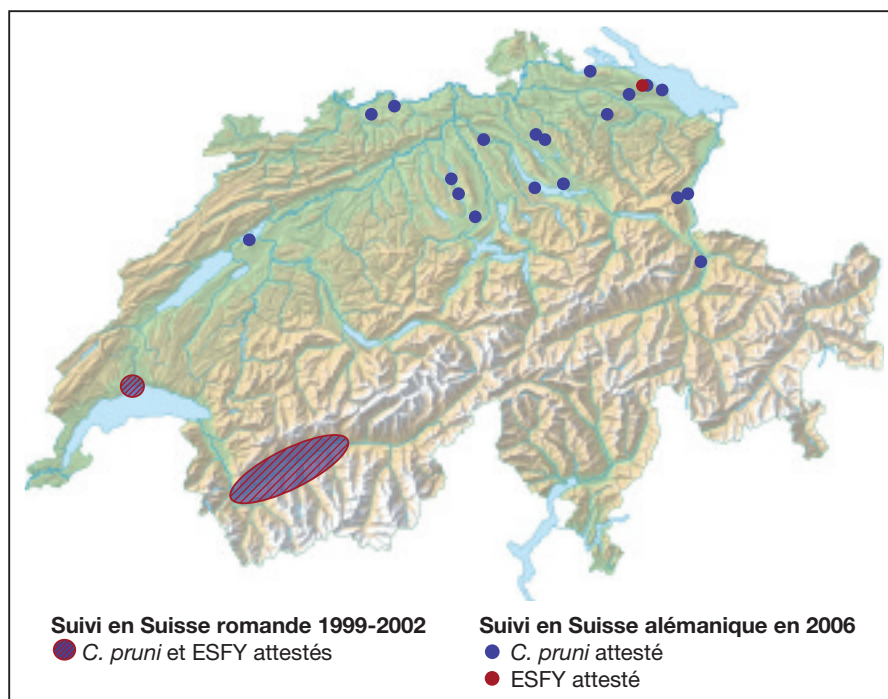 Suivi en Suisse romande 1999-2002
C. pruni et ESFY attestés
Suivi en Suisse alémanique en 2006
C. pruni attesté
ESFY attesté